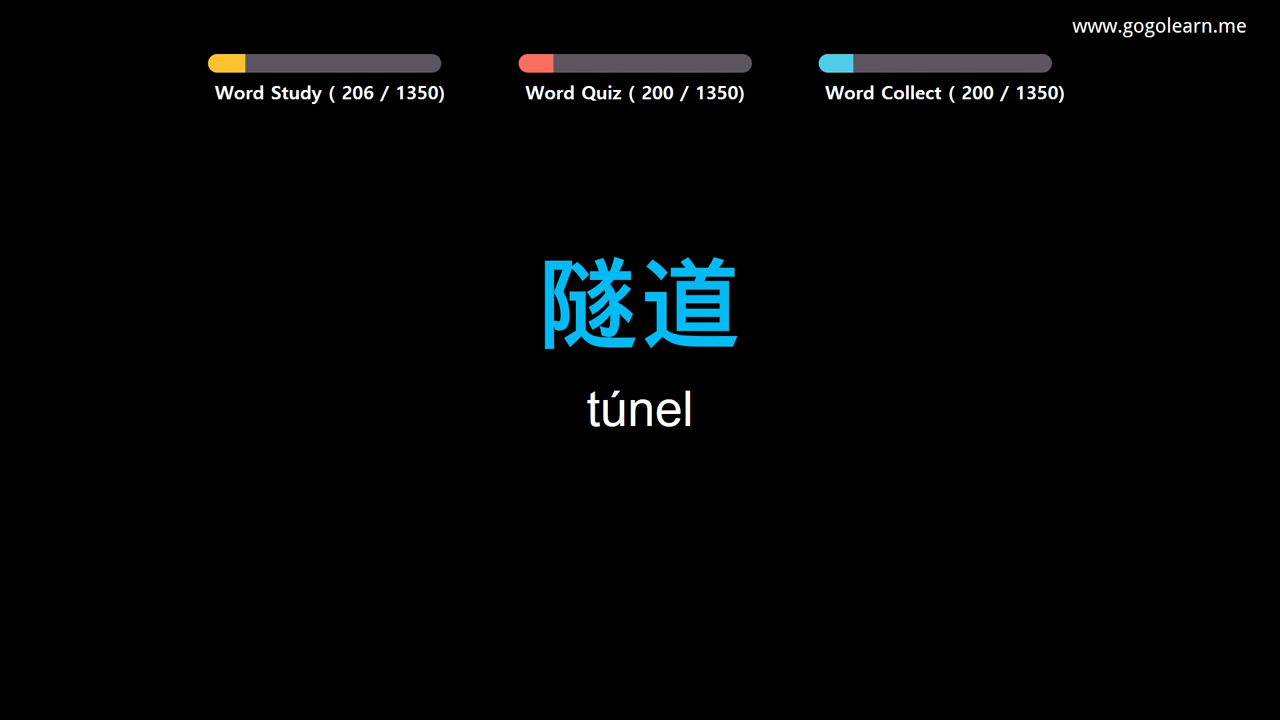 www.gogolearn.me
Word Study ( 206 / 1350)
Word Quiz ( 200 / 1350)
Word Collect ( 200 / 1350)
隧道
túnel